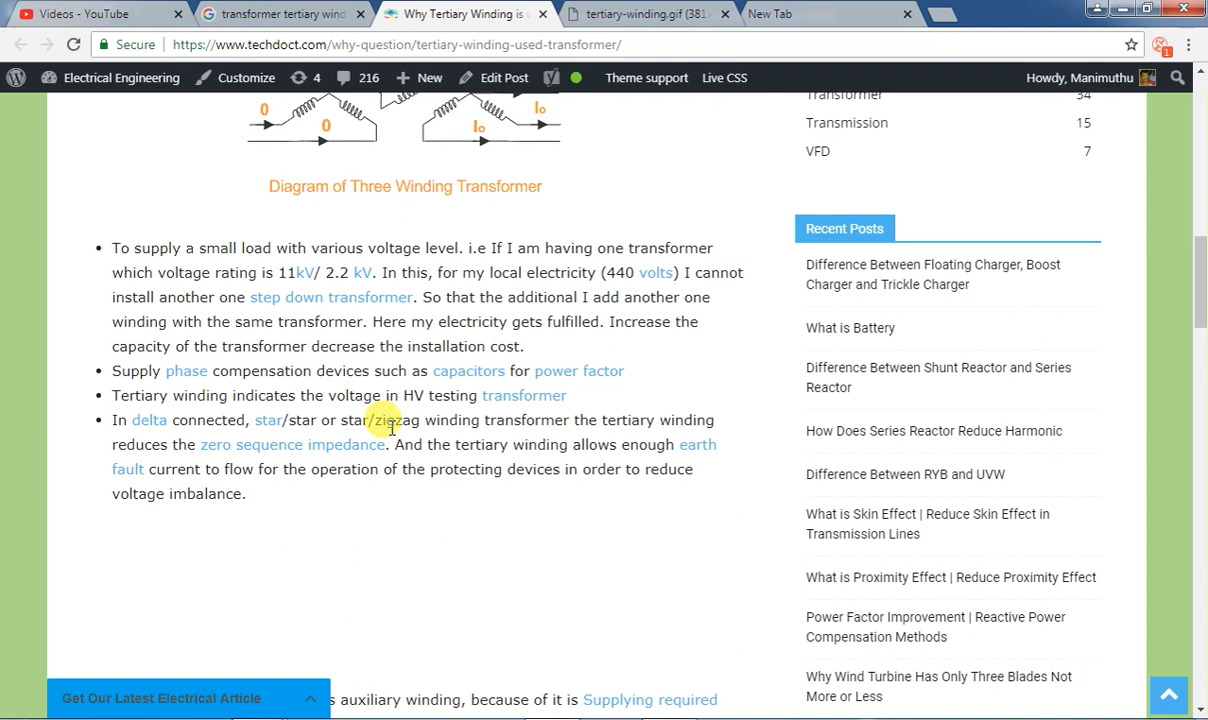 Videos - YouTube
transformer tertiary wind
Why Tertiary Winding is
tertiary-winding.gif (381
New Tab
Secure
https://www.techdoct.com/why-question/tertiary-winding-used-transformer/
1
Electrical Engineering
Customize
4
216
New
Edit Post
Theme support
Live CSS
Howdy, Manimuthu
0
0
Io
Io
Diagram of Three Winding Transformer
• To supply a small load with various voltage level. i.e If I am having one transformer
which voltage rating is 11kV/ 2.2 kV. In this, for my local electricity (440 volts) I cannot
install another one step down transformer. So that the additional I add another one
winding with the same transformer. Here my electricity gets fulfilled. Increase the
capacity of the transformer decrease the installation cost.
• Supply phase compensation devices such as capacitors for power factor
• Tertiary winding indicates the voltage in HV testing transformer
• In delta connected, star/star or star/ziezag winding transformer the tertiary winding
reduces the zero sequence impedance. And the tertiary winding allows enough earth
fault current to flow for the operation of the protecting devices in order to reduce
voltage imbalance.
s auxiliary winding, because of it is Supplying required
Get Our Latest Electrical Article
Transformer 34
Transmission 15
VFD 7
Recent Posts
Difference Between Floating Charger, Boost
Charger and Trickle Charger
What is Battery
Difference Between Shunt Reactor and Series
Reactor
How Does Series Reactor Reduce Harmonic
Difference Between RYB and UVW
What is Skin Effect | Reduce Skin Effect in
Transmission Lines
What is Proximity Effect | Reduce Proximity Effect
Power Factor Improvement | Reactive Power
Compensation Methods
Why Wind Turbine Has Only Three Blades Not
More or Less